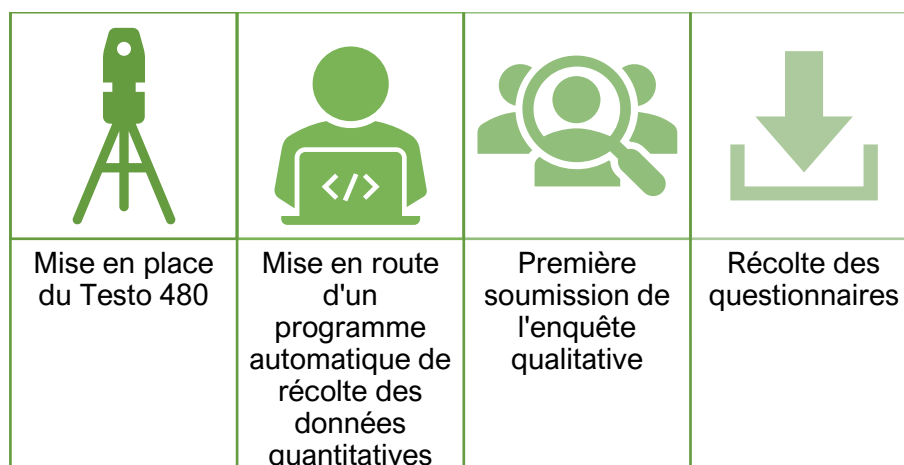 </>
Mise en place
du Testo 480
Mise en route
d'un
programme
automatique de
récolte des
données
quantitatives
Première
soumission de
l'enquête
qualitative
Récolte des
questionnaires